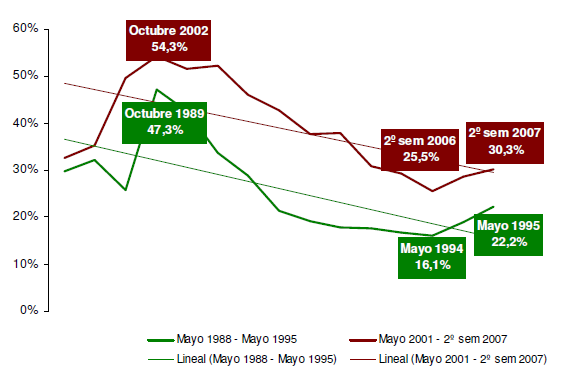 60%
50%
40%
30%
20%
10%
0%
Octubre 2002
54,3%
Octubre 1989
47,3%
2º sem 2006
25,5%
2º sem 2007
30,3%
Mayo 1994
16,1%
Mayo 1995
22,2%
Mayo 1988 - Mayo 1995
Mayo 2001 - 2º sem 2007
Lineal (Mayo 1988 - Mayo 1995)
Lineal (Mayo 2001 - 2º sem 2007)